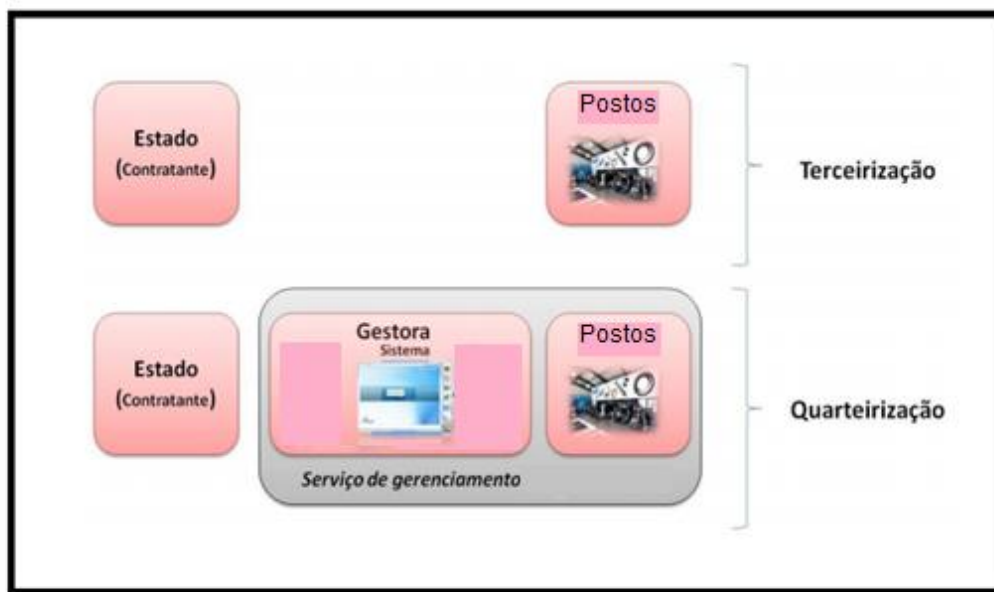 Estado
(Contratante)
Postos
Terceirização
Estado
(Contratante)
Gestora
Sistema
Postos
Serviço de gerenciamento
Quarteirização